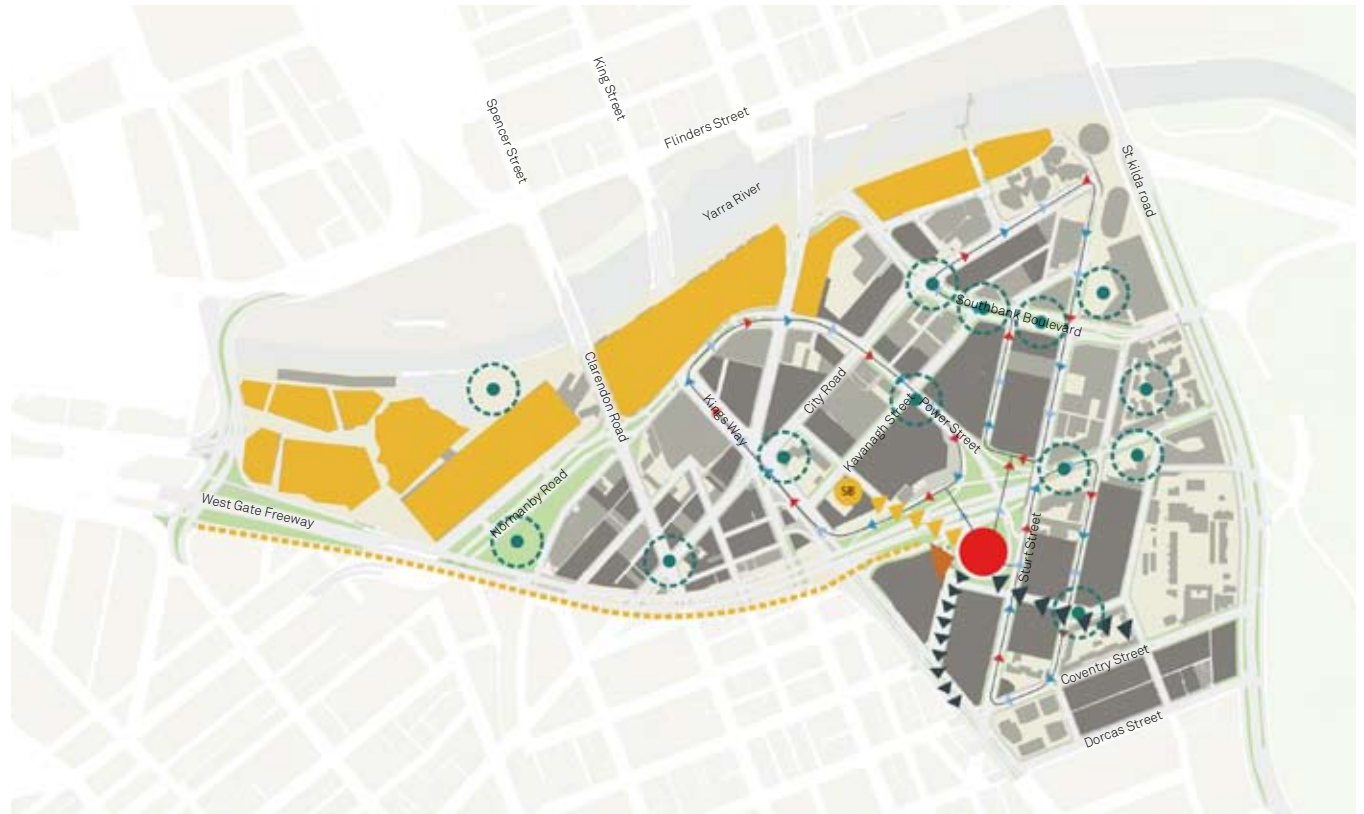 King Street
Spencer Street
Flinders Street
St kilda road
Yarra River
Southbank Boulevard
Clarendon Road
City Road
Kings Way
Kavanagh Street
Power Street
SB
Normanby Road
West Gate Freeway
Sturt Street
Coventry Street
Dorcas Street